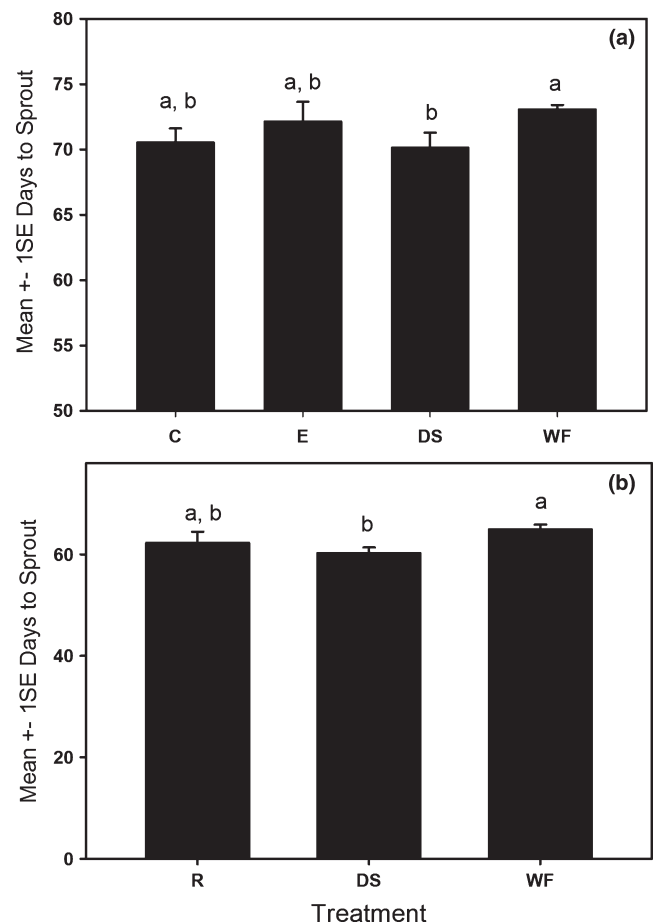 (a)
Mean +- 1SE Days to Sprout
80
75
70
65
60
55
50
a, b
a, b
b
a
C
E
DS
WF
(b)
Mean +- 1SE Days to Sprout
60
40
20
0
a, b
b
a
R
DS
WF
Treatment